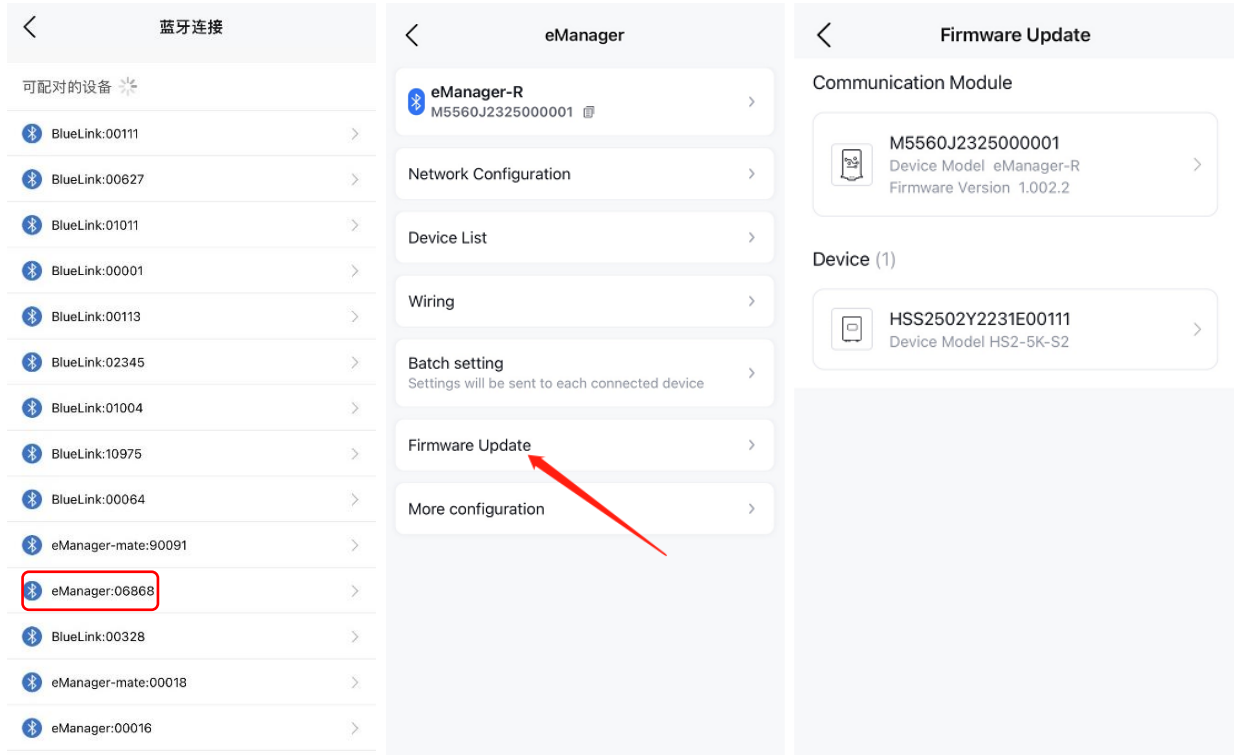 蓝牙连接
可配对的设备
BlueLink:00111
BlueLink:00627
BlueLink:01011
BlueLink:00001
BlueLink:00113
BlueLink:02345
BlueLink:01004
BlueLink:10975
BlueLink:00064
eManager-mate:90091
eManager:06868
BlueLink:00328
eManager-mate:00018
eManager:00016
eManager
eManager-R
M5560J2325000001
Network Configuration
Device List
Wiring
Batch setting
Settings will be sent to each connected device
Firmware Update
More configuration
Firmware Update
Communication Module
M5560J2325000001
Device Model eManager-R
Firmware Version 1.002.2
Device (1)
HSS2502Y2231E00111
Device Model HS2-5K-S2